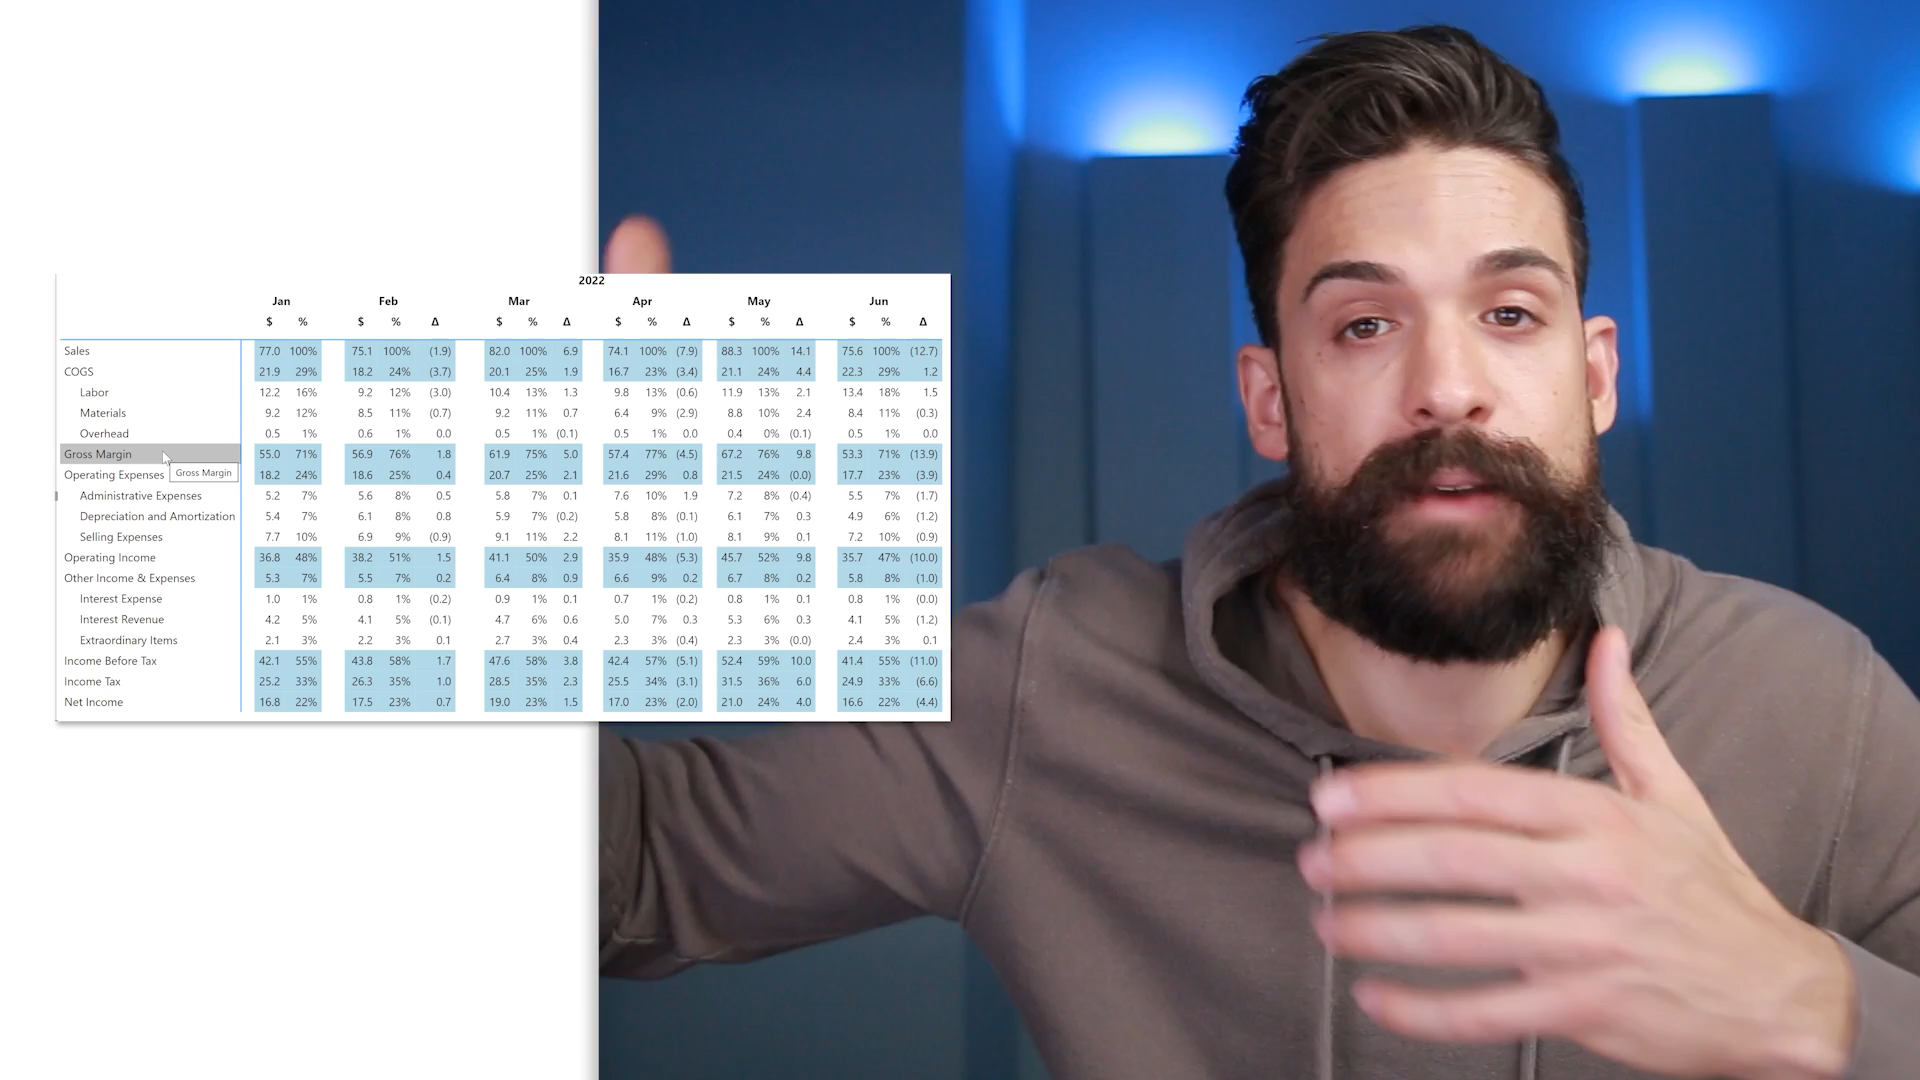 2022
Jan Feb Mar Apr May Jun
$ % $ % Δ $ % Δ $ % Δ $ % Δ $ % Δ
Sales 77.0 100% 75.1 100% (1.9) 82.0 100% 6.9 74.1 100% (7.9) 88.3 100% 14.1 75.6 100% (12.7)
COGS 21.9 29% 18.2 24% (3.7) 20.1 25% 1.9 16.7 23% (3.4) 21.1 24% 4.4 22.3 29% 1.2
Labor 12.2 16% 9.2 12% (3.0) 10.4 13% 1.3 9.8 13% (0.6) 11.9 13% 2.1 13.4 18% 1.5
Materials 9.2 12% 8.5 11% (0.7) 9.2 11% 0.7 6.4 9% (2.9) 8.8 10% 2.4 8.4 11% (0.3)
Overhead 0.5 1% 0.6 1% 0.0 0.5 1% (0.1) 0.5 1% 0.0 0.4 0% (0.1) 0.5 1% 0.0
Gross Margin 55.0 71% 56.9 76% 1.8 61.9 75% 5.0 57.4 77% (4.5) 67.2 76% 9.8 53.3 71% (13.9)
Gross Margin
Operating Expenses 18.2 24% 18.6 25% 0.4 20.7 25% 2.1 21.6 29% 0.8 21.5 24% (0.0) 17.7 23% (3.9)
Administrative Expenses 5.2 7% 5.6 8% 0.5 5.8 7% 0.1 7.6 10% 1.9 7.2 8% (0.4) 5.5 7% (1.7)
Depreciation and Amortization 5.4 7% 6.1 8% 0.8 5.9 7% (0.2) 5.8 8% (0.1) 6.1 7% 0.3 4.9 6% (1.2)
Selling Expenses 7.7 10% 6.9 9% (0.9) 9.1 11% 2.2 8.1 11% (1.0) 8.1 9% 0.1 7.2 10% (0.9)
Operating Income 36.8 48% 38.2 51% 1.5 41.1 50% 2.9 35.9 48% (5.3) 45.7 52% 9.8 35.7 47% (10.0)
Other Income & Expenses 5.3 7% 5.5 7% 0.2 6.4 8% 0.9 6.6 9% 0.2 6.7 8% 0.2 5.8 8% (1.0)
Interest Expense 1.0 1% 0.8 1% (0.2) 0.9 1% 0.1 0.7 1% (0.2) 0.8 1% 0.1 0.8 1% (0.0)
Interest Revenue 4.2 5% 4.1 5% (0.1) 4.7 6% 0.6 5.0 7% 0.3 5.3 6% 0.3 4.1 5% (1.2)
Extraordinary Items 2.1 3% 2.2 3% 0.1 2.7 3% 0.4 2.3 3% (0.4) 2.3 3% (0.0) 2.4 3% 0.1
Income Before Tax 42.1 55% 43.8 58% 1.7 47.6 58% 3.8 42.4 57% (5.1) 52.4 59% 10.0 41.4 55% (11.0)
Income Tax 25.2 33% 26.3 35% 1.0 28.5 35% 2.3 25.5 34% (3.1) 31.5 36% 6.0 24.9 33% (6.6)
Net Income 16.8 22% 17.5 23% 0.7 19.0 23% 1.5 17.0 23% (2.0) 21.0 24% 4.0 16.6 22% (4.4)